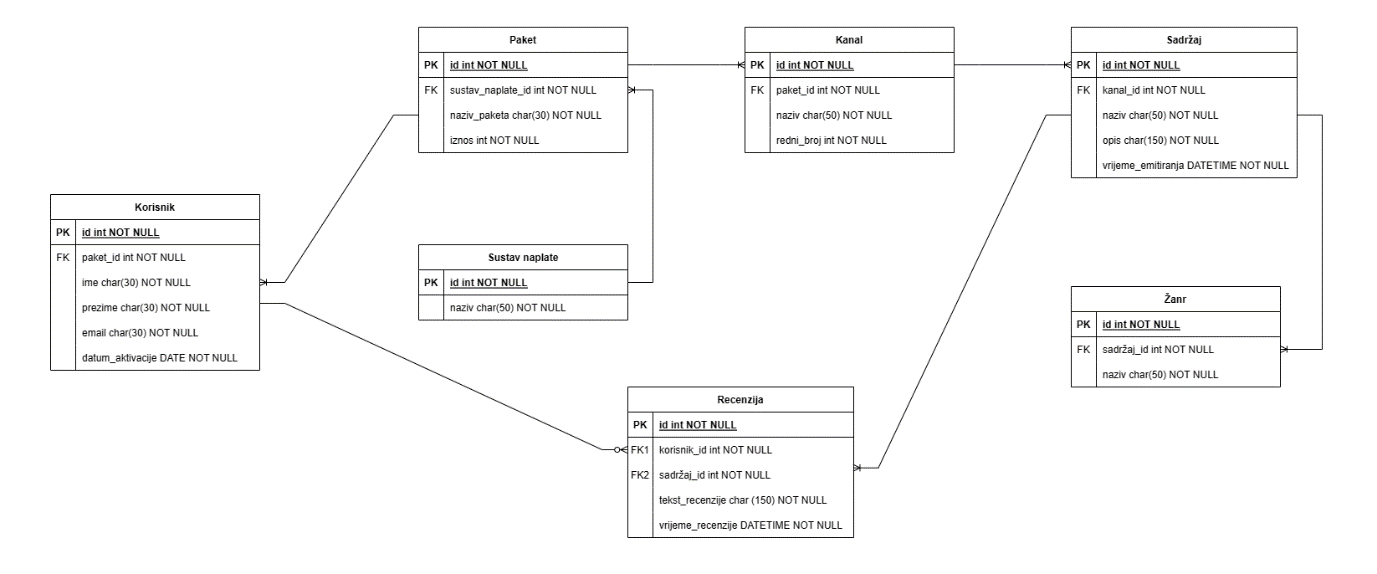 Paket
PK id int NOT NULL
FK sustav_naplate_id int NOT NULL
naziv_paketa char(30) NOT NULL
iznos int NOT NULL
Kanal
PK id int NOT NULL
FK paket_id int NOT NULL
naziv char(50) NOT NULL
redni_broj int NOT NULL
Sadržaj
PK id int NOT NULL
FK kanal_id int NOT NULL
naziv char(50) NOT NULL
opis char(150) NOT NULL
vrijeme_emitiranja DATETIME NOT NULL
Korisnik
PK id int NOT NULL
FK paket_id int NOT NULL
ime char(30) NOT NULL
prezime char(30) NOT NULL
email char(30) NOT NULL
datum_aktivacije DATE NOT NULL
Sustav naplate
PK id int NOT NULL
naziv char(50) NOT NULL
Žanr
PK id int NOT NULL
FK sadržaj_id int NOT NULL
naziv char(50) NOT NULL
Recenzija
PK id int NOT NULL
FK1 korisnik_id int NOT NULL
FK2 sadržaj_id int NOT NULL
tekst_recenzije char (150) NOT NULL
vrijeme_recenzije DATETIME NOT NULL